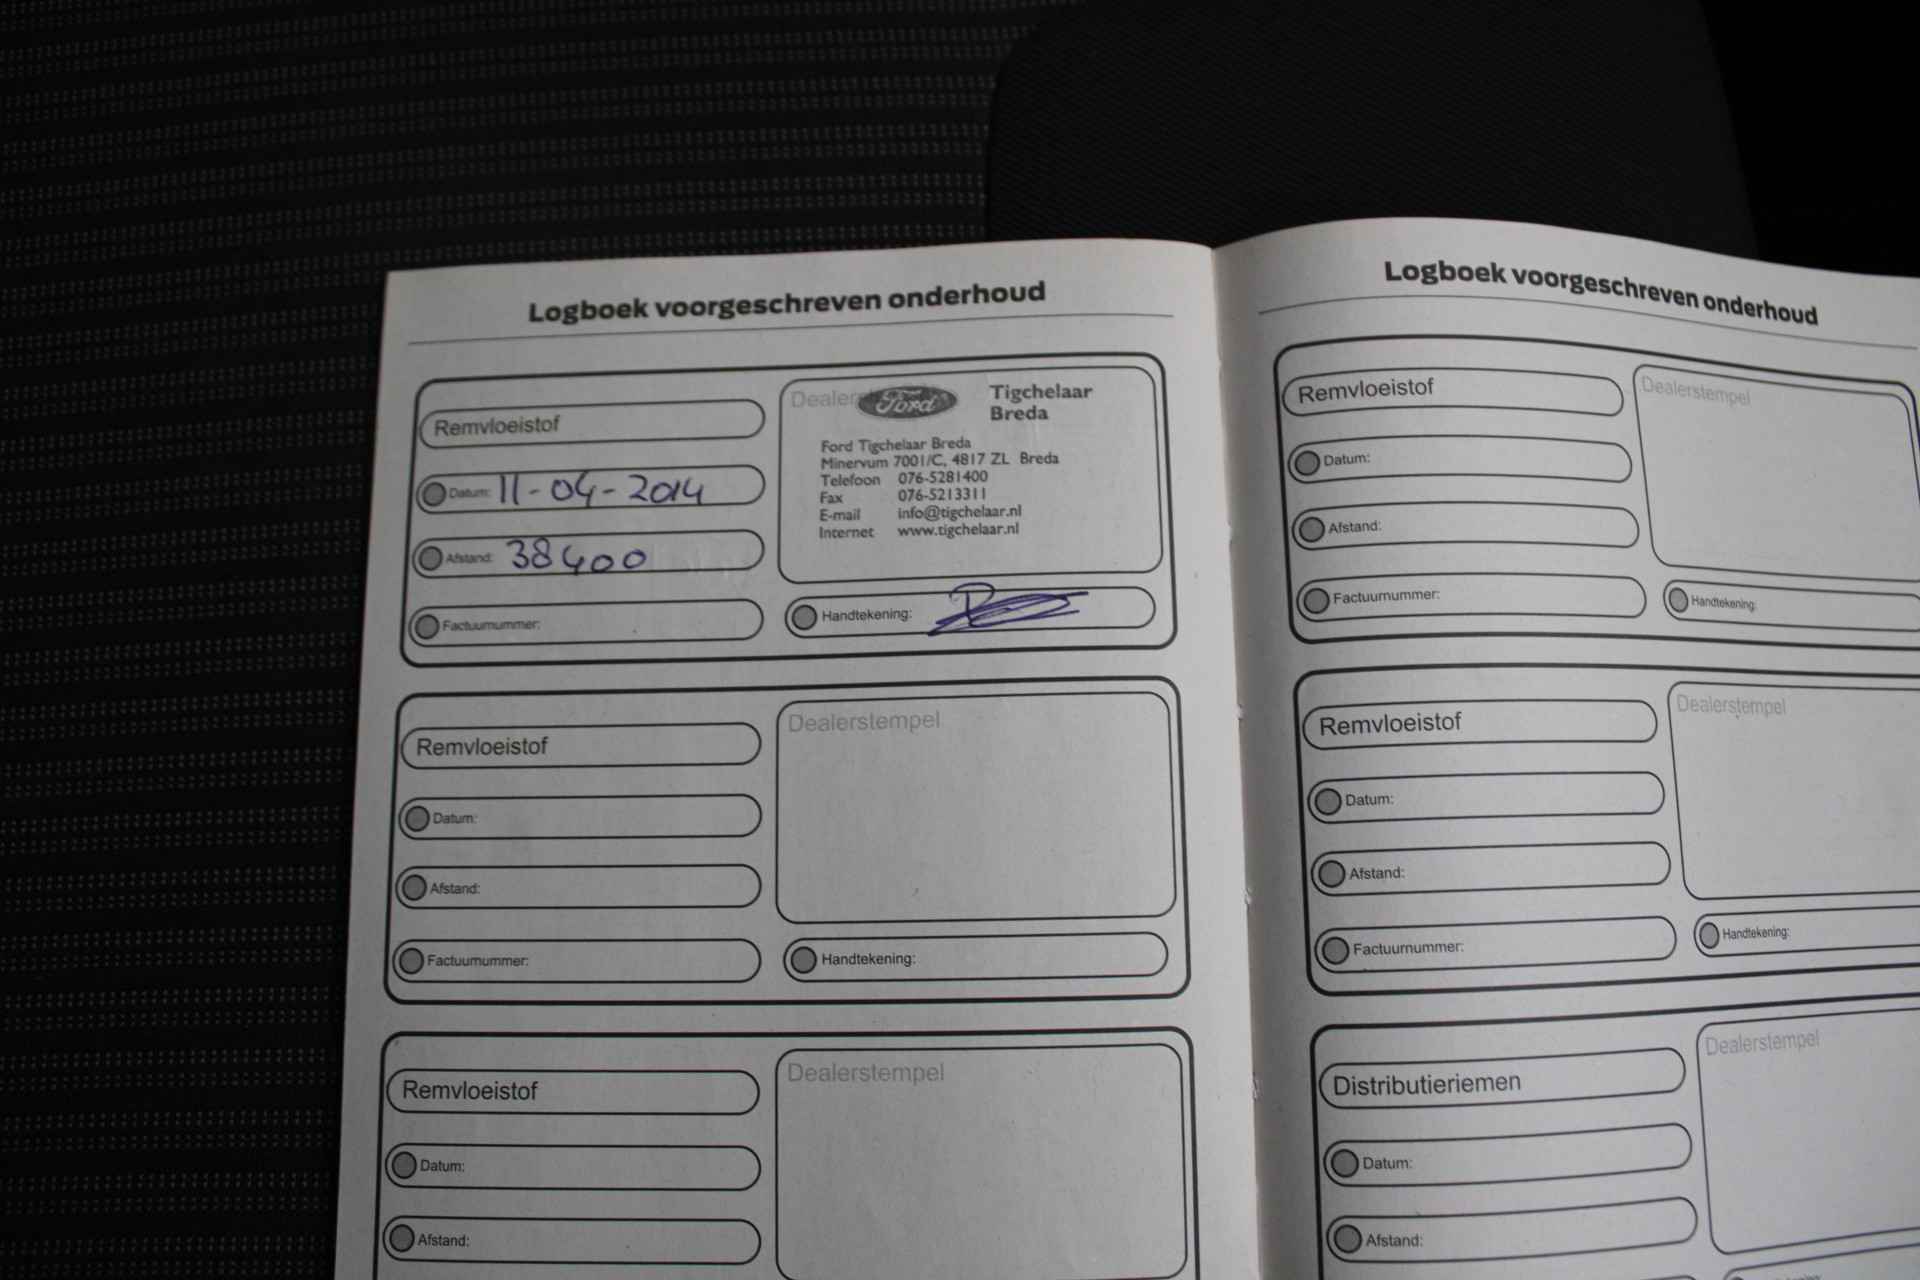 Logboek voorgeschreven onderhoud
Remvloeistof
Datum: 11-04-2014
Afstand: 38400
Factuurnummer:
Ford
Tigchelaar
Breda
Ford Tigchelaar Breda
Minervum 7001/C, 4817 ZL Breda
Telefoon 076-5281400
Fax 076-5213311
E-mail info@tigchelaar.nl
Internet www.tigchelaar.nl
Handtekening:
Remvloeistof
Datum:
Afstand:
Factuurnummer:
Dealerstempel
Handtekening:
Remvloeistof
Datum:
Afstand:
Dealerstempel
Logboek voorgeschreven onderhoud
Remvloeistof
Datum:
Afstand:
Factuurnummer:
Dealerstempel
Handtekening:
Remvloeistof
Datum:
Afstand:
Factuurnummer:
Dealerstempel
Handtekening:
Distributieriemen
Datum:
Afstand:
Dealerstempel